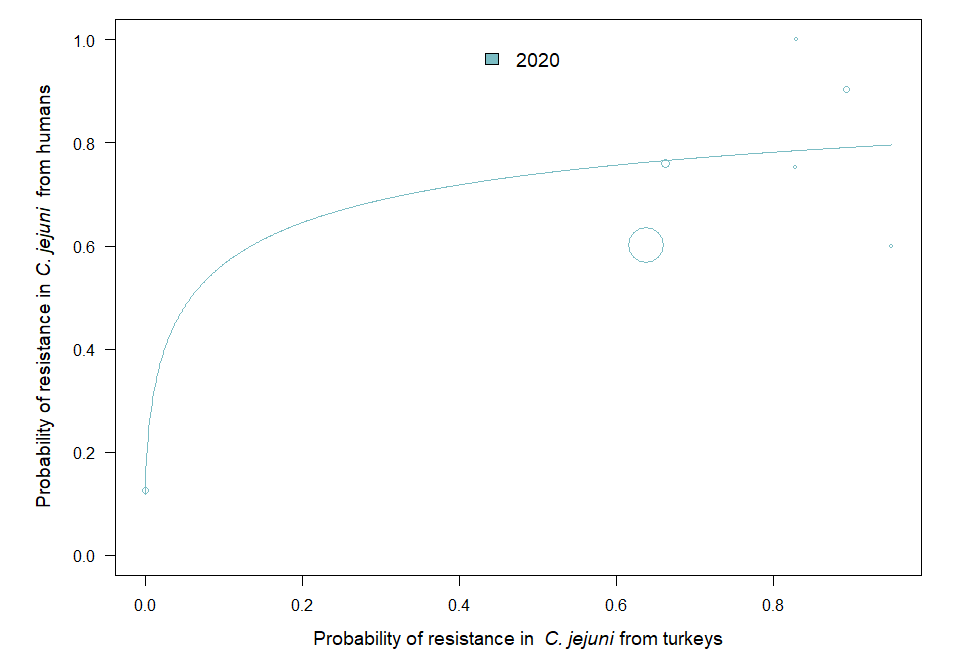 1.0
2020
0.8
0.6
0.4
0.2
0.0
Probability of resistance in C. jejuni from humans
0.0 0.2 0.4 0.6 0.8
Probability of resistance in C. jejuni from turkeys